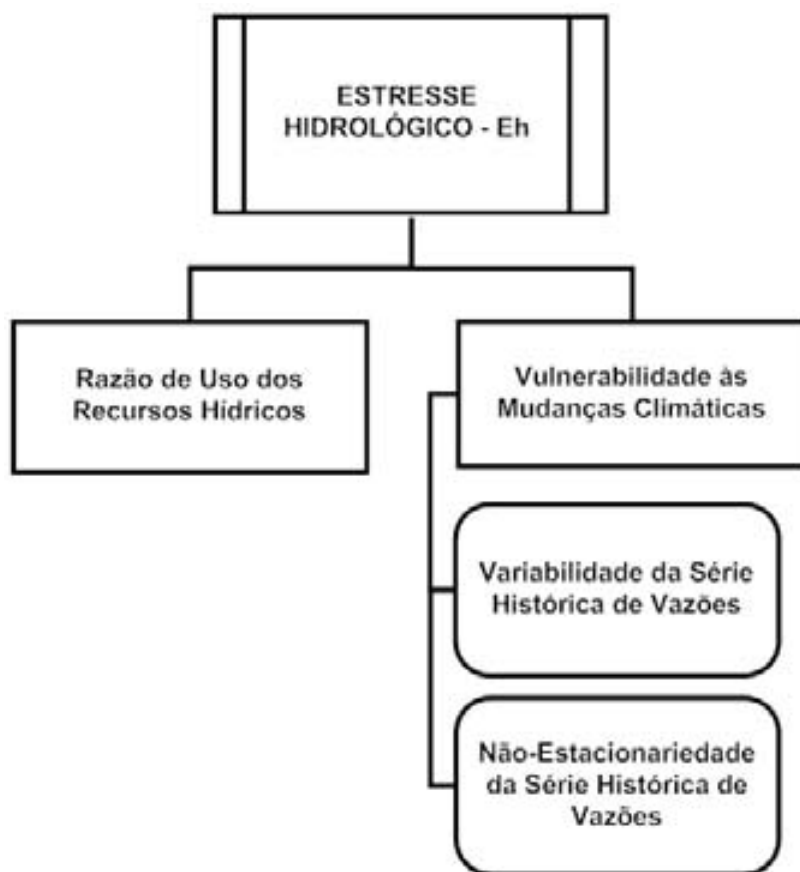 ESTRESSE
HIDROLÓGICO - Eh
Razão de Uso dos
Recursos Hídricos
Vulnerabilidade às
Mudanças Climáticas
Variabilidade da Série
Histórica de Vazões
Não-Estacionariedade
da Série Histórica de
Vazões